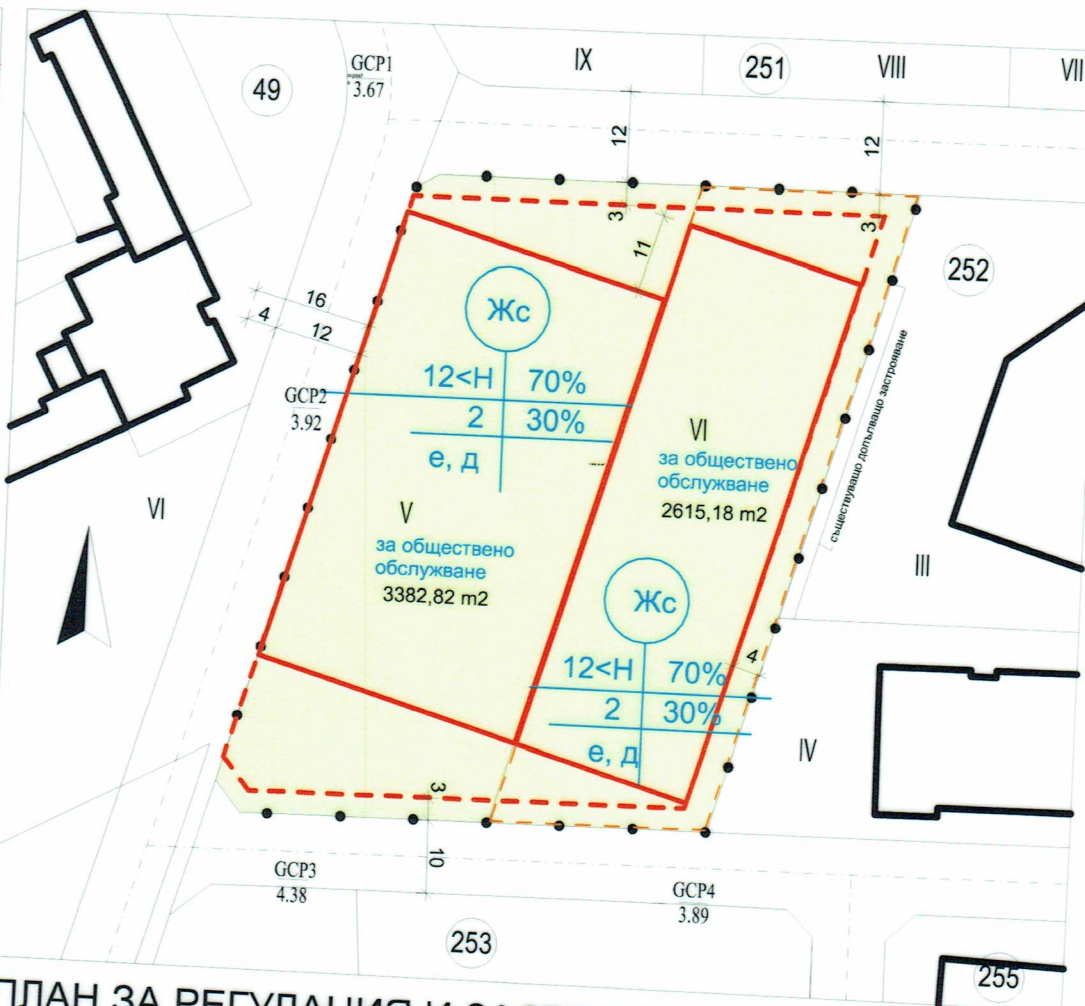 49
GCP1
3.67
IX
251
VIII
VII
12
12
3
3
11
252
16
4
12
Жс
12<H 70%
2 30%
е, д
GCP2
3.92
VI
за обществено
обслужване
2615,18 m2
съществуващо допълващо застрояване
V
за обществено
обслужване
3382,82 m2
VI
III
Жс
12<H 70%
2 30%
е, д
4
IV
3
10
GCP3
4.38
GCP4
3.89
253
255
ПЛАН ЗА РЕГУЛАЦИЯ И